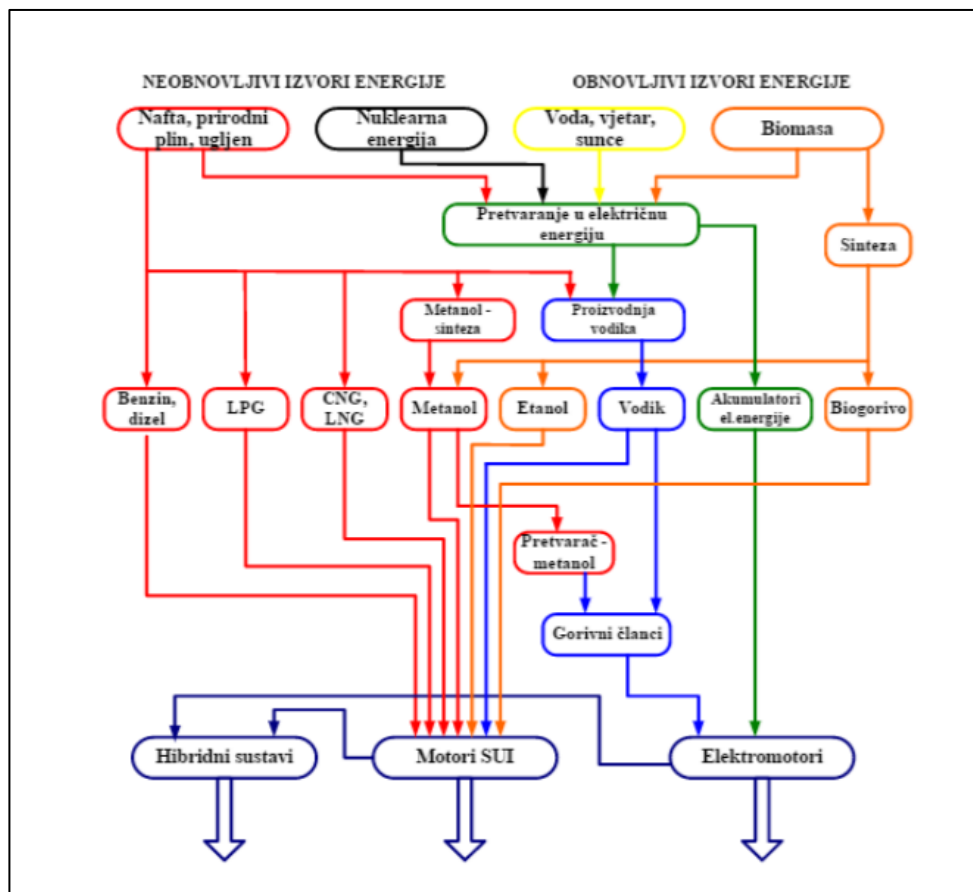 NEOBNOVLJIVI IZVORI ENERGIJE
OBNOVLJIVI IZVORI ENERGIJE
Nafta, prirodni
plin, ugljen
Nuklearna
energija
Voda, vjetar,
sunce
Biomasa
Pretvaranje u električnu
energiju
Sinteza
Metanol -
sinteza
Proizvodnja
vodika
Benzin,
dizel
LPG
CNG,
LNG
Metanol
Etanol
Vodik
Akumulatori
el.energije
Biogorivo
Pretvarač -
metanol
Gorivni članci
Hibridni sustavi
Motori SUI
Elektromotori